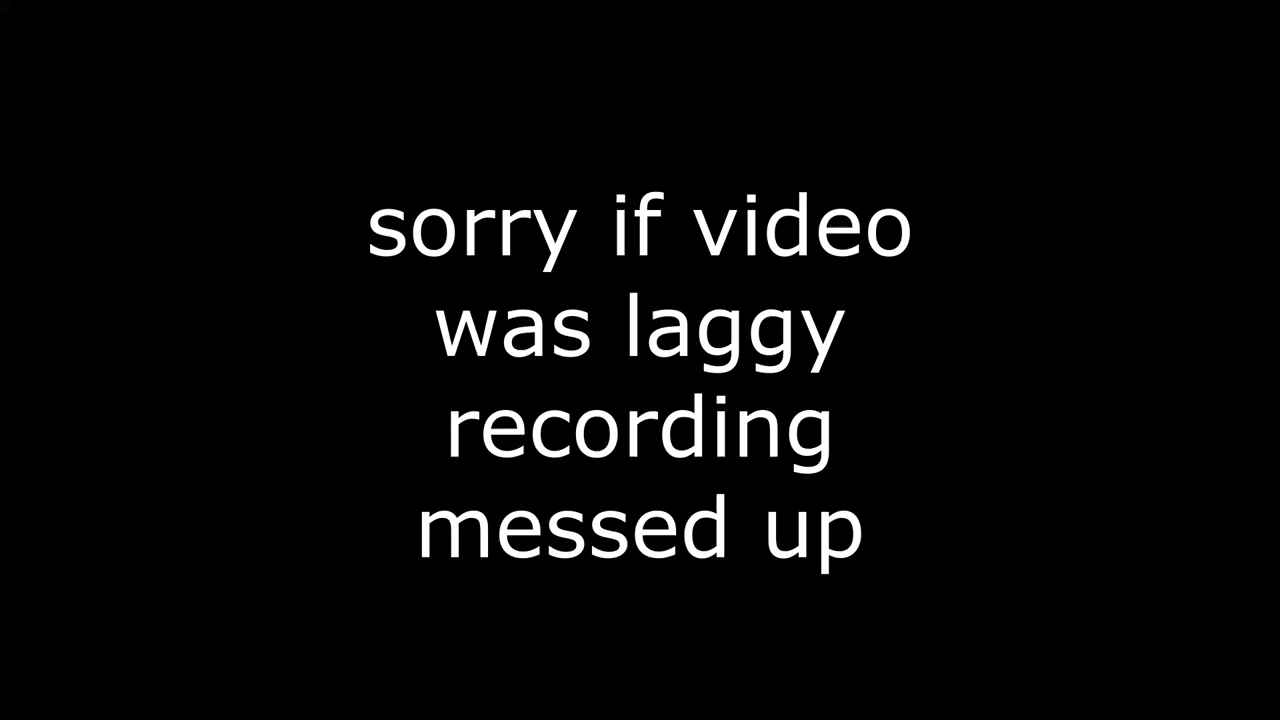 sorry if video
was laggy
recording
messed up